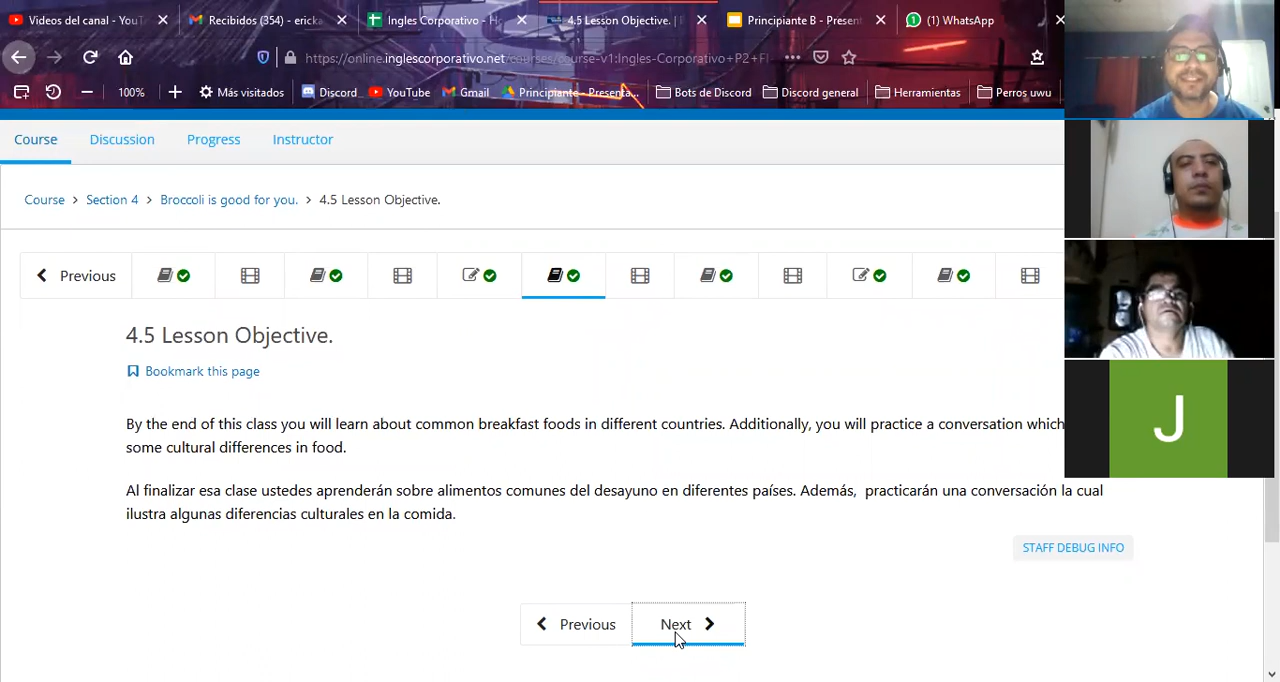 Videos del canal - YouT
Recibidos (354) - ericka
Ingles Corporativo - Ho
4.5 Lesson Objective. |
Principiante B - Present
(1) WhatsApp
https://online.inglescorporativo.net/courses/course-v1:Ingles-Corporativo+P2+Fl
100%
Más visitados
Discord
YouTube
Gmail
Principiante - Presenta...
Bots de Discord
Discord general
Herramientas
Perros uwu
Course Discussion Progress Instructor
Course > Section 4 > Broccoli is good for you. > 4.5 Lesson Objective.
Previous
4.5 Lesson Objective.
Bookmark this page
By the end of this class you will learn about common breakfast foods in different countries. Additionally, you will practice a conversation which
some cultural differences in food.
Al finalizar esa clase ustedes aprenderán sobre alimentos comunes del desayuno en diferentes países. Además, practicarán una conversación la cual
ilustra algunas diferencias culturales en la comida.
STAFF DEBUG INFO
Previous Next
J